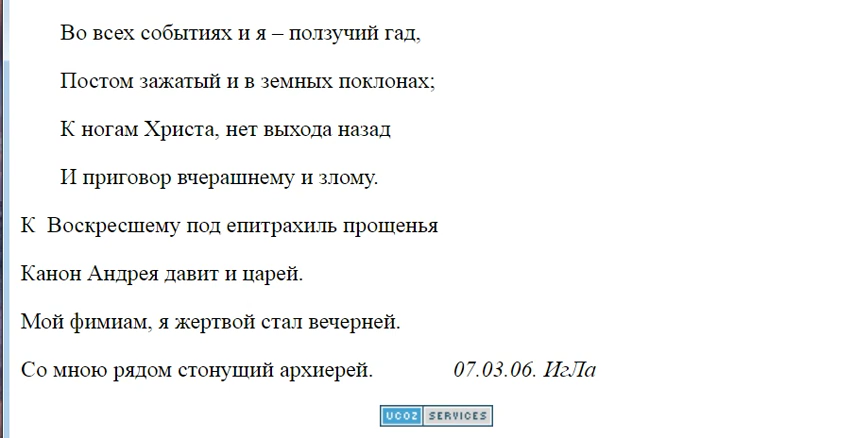 Во всех событиях и я – ползучий гад,
Постом зажатый и в земных поклонах;
К ногам Христа, нет выхода назад
И приговор вчерашнему и злому.
К  Воскресшему под епитрахиль прощенья
Канон Андрея давит и царей.
Мой фимиам, я жертвой стал вечерней.
Со мною рядом стонущий архиерей. 07.03.06. ИгЛа
UCOZ SERVICES